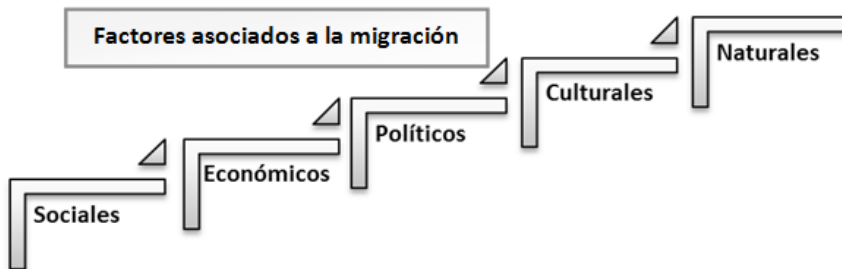 Factores asociados a la migración
Naturales
Culturales
Políticos
Económicos
Sociales